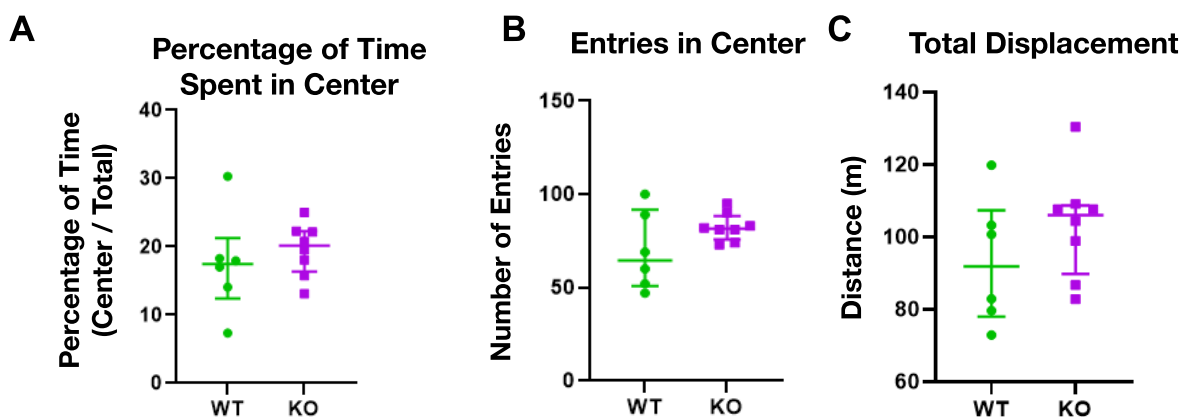 A
Percentage of Time
Spent in Center
Percentage of Time
(Center / Total)
40
30
20
10
0
WT KO
B
Entries in Center
Number of Entries
150
100
50
0
WT KO
C
Total Displacement
Distance (m)
140
120
100
80
60
WT KO